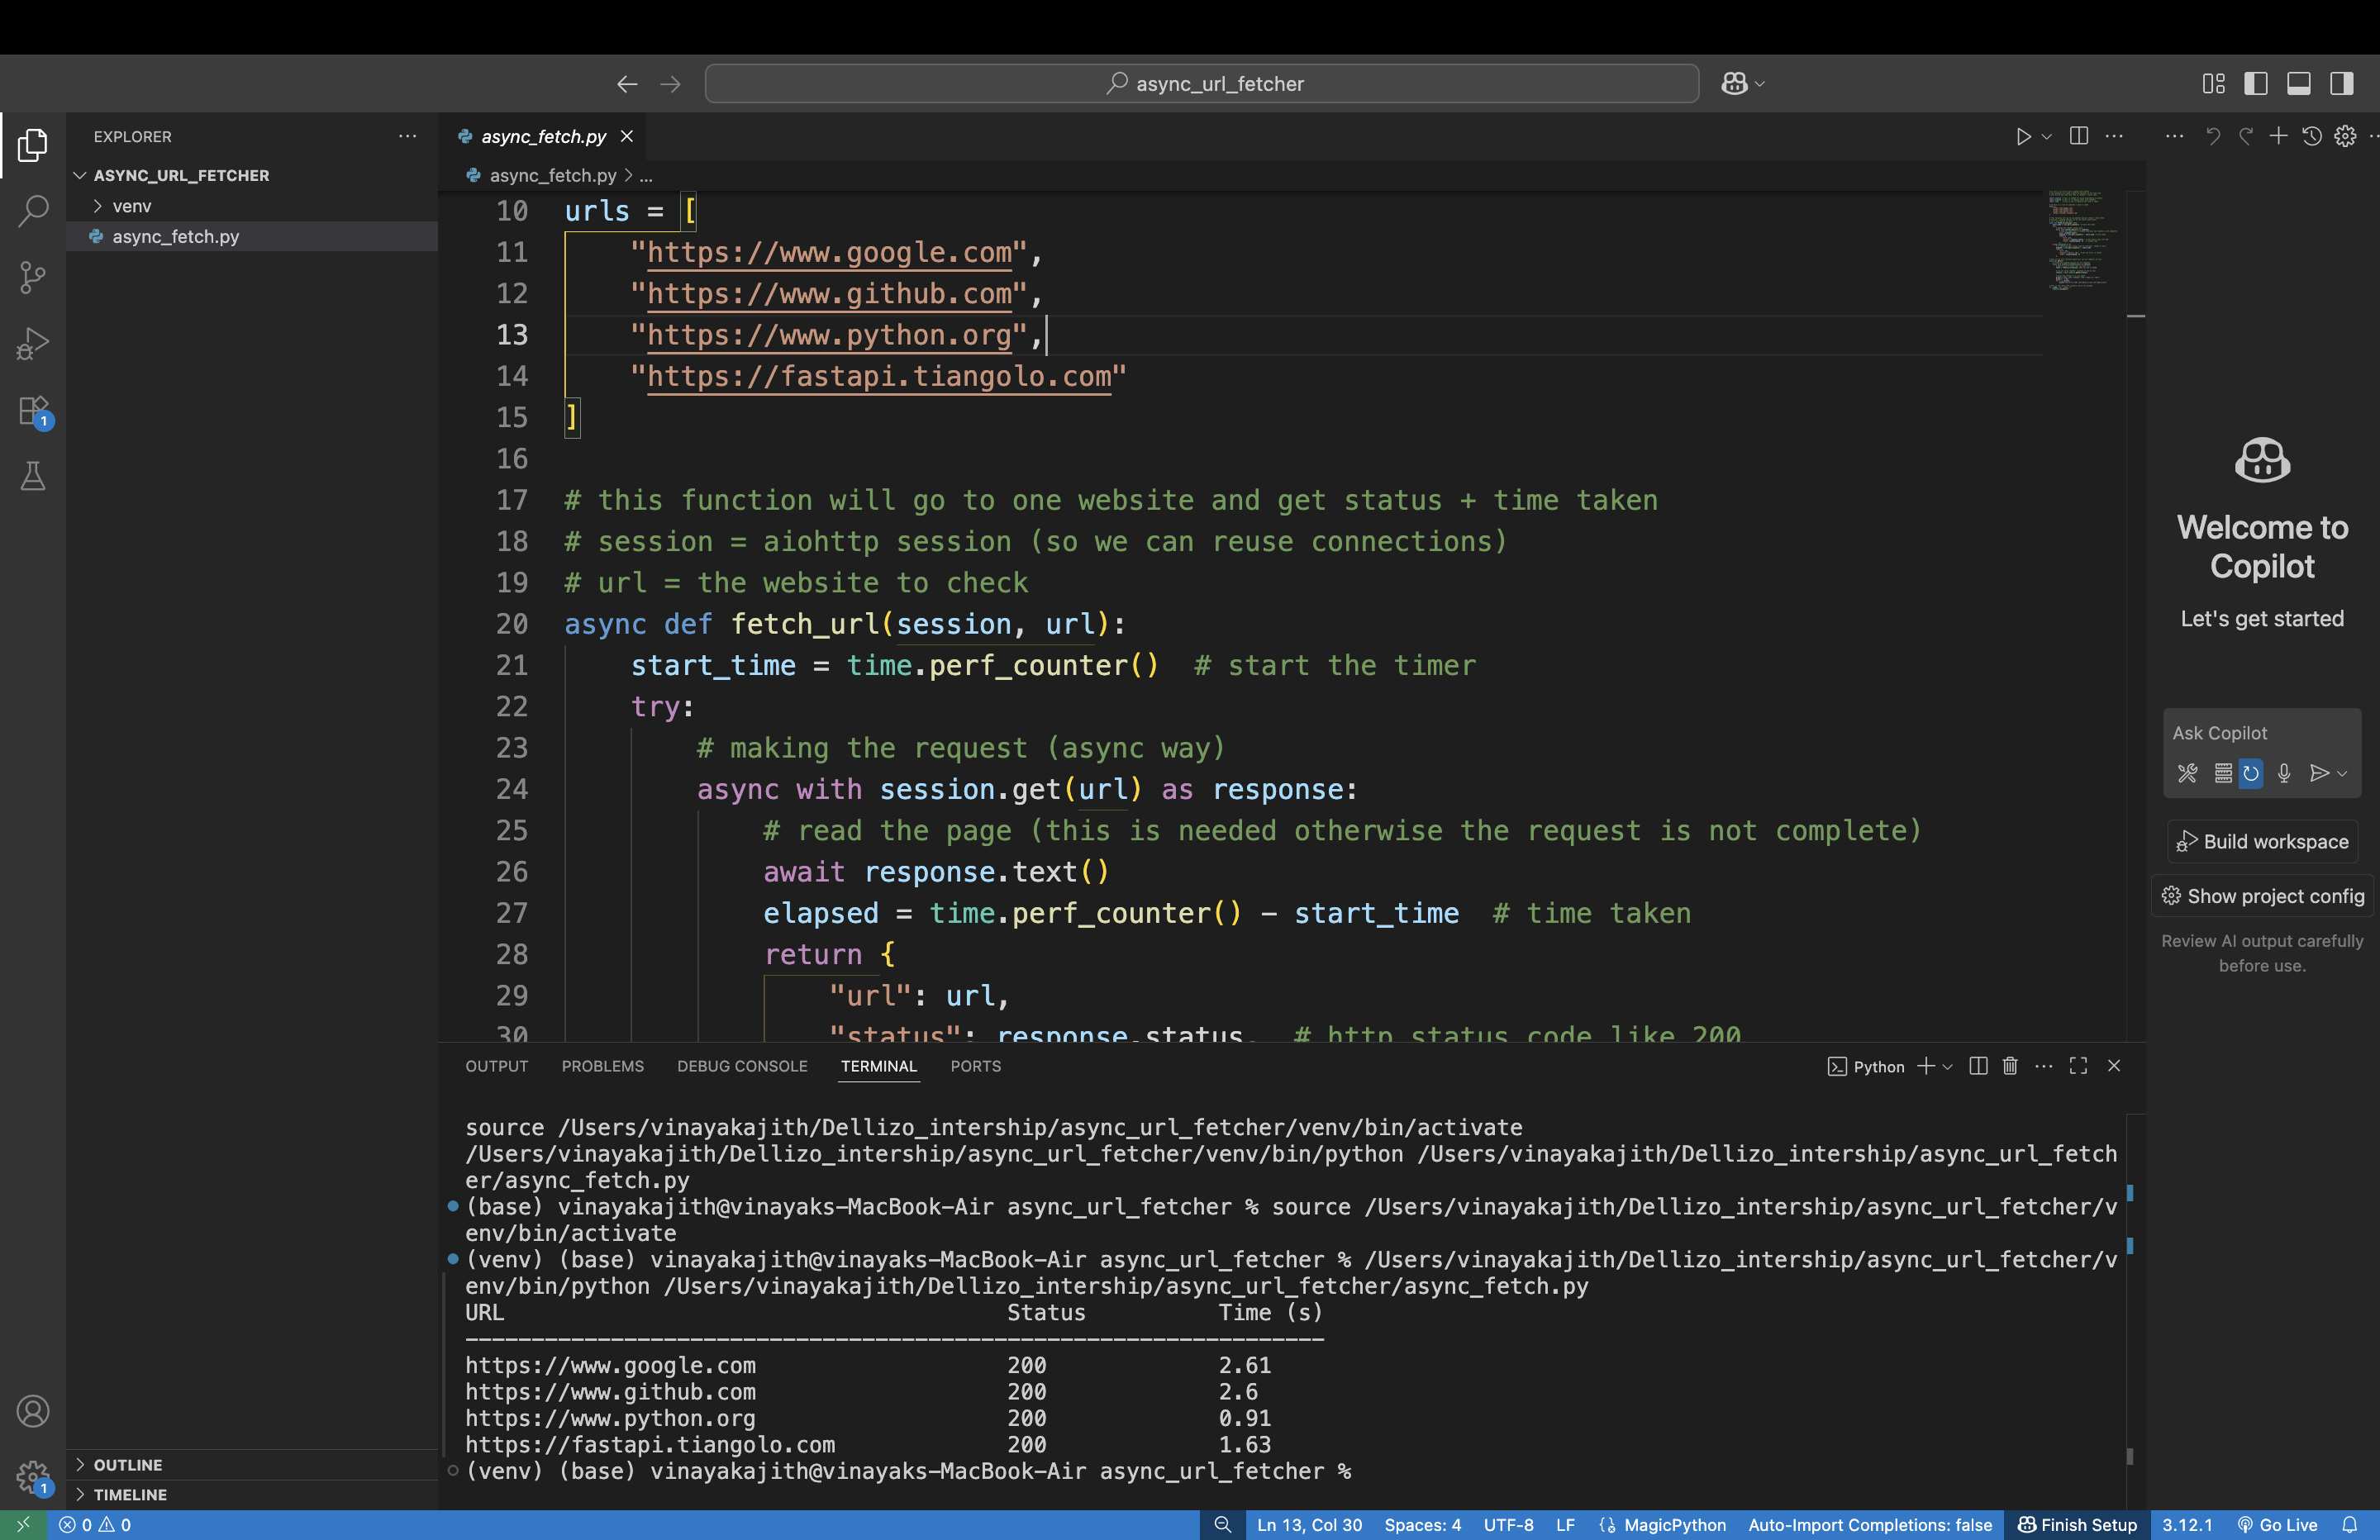 async_url_fetcher
EXPLORER
ASYNC_URL_FETCHER
venv
async_fetch.py
OUTLINE
TIMELINE
async_fetch.py
async_fetch.py > ...
10 urls = [
11 "https://www.google.com",
12 "https://www.github.com",
13 "https://www.python.org",
14 "https://fastapi.tiangolo.com"
15 ]
16
17 # this function will go to one website and get status + time taken
18 # session = aiohttp session (so we can reuse connections)
19 # url = the website to check
20 async def fetch_url(session, url):
21 start_time = time.perf_counter() # start the timer
22 try:
23 # making the request (async way)
24 async with session.get(url) as response:
25 # read the page (this is needed otherwise the request is not complete)
26 await response.text()
27 elapsed = time.perf_counter() - start_time # time taken
28 return {
29 "url": url,
30 "status": response.status, # http status code like 200
OUTPUT PROBLEMS DEBUG CONSOLE TERMINAL PORTS
Python
source /Users/vinayakajith/Dellizo_intership/async_url_fetcher/venv/bin/activate
/Users/vinayakajith/Dellizo_intership/async_url_fetcher/venv/bin/python /Users/vinayakajith/Dellizo_intership/async_url_fetch
er/async_fetch.py
(base) vinayakajith@vinayaks-MacBook-Air async_url_fetcher % source /Users/vinayakajith/Dellizo_intership/async_url_fetcher/v
env/bin/activate
(venv) (base) vinayakajith@vinayaks-MacBook-Air async_url_fetcher % /Users/vinayakajith/Dellizo_intership/async_url_fetcher/v
env/bin/python /Users/vinayakajith/Dellizo_intership/async_url_fetcher/async_fetch.py
URL Status Time (s)
-----------------------------------------------------------------
https://www.google.com 200 2.61
https://www.github.com 200 2.6
https://www.python.org 200 0.91
https://fastapi.tiangolo.com 200 1.63
(venv) (base) vinayakajith@vinayaks-MacBook-Air async_url_fetcher %
Welcome to
Copilot
Let's get started
Ask Copilot
Build workspace
Show project config
Review AI output carefully
before use.
1
1
0 0
Ln 13, Col 30 Spaces: 4 UTF-8 LF MagicPython Auto-Import Completions: false Finish Setup 3.12.1 Go Live